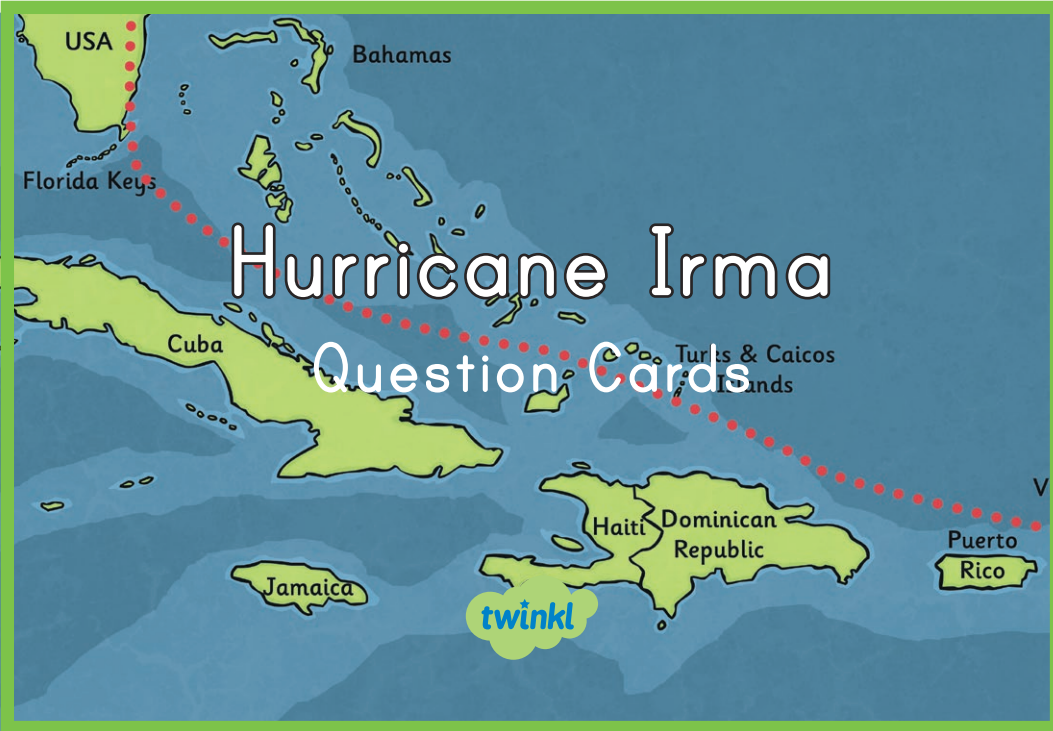 USA
Bahamas
Florida Keys
Hurricane Irma
Cuba
Question Cards
Turks & Caicos
Islands
V
Haiti
Dominican
Republic
Puerto
Rico
Jamaica
twinkl